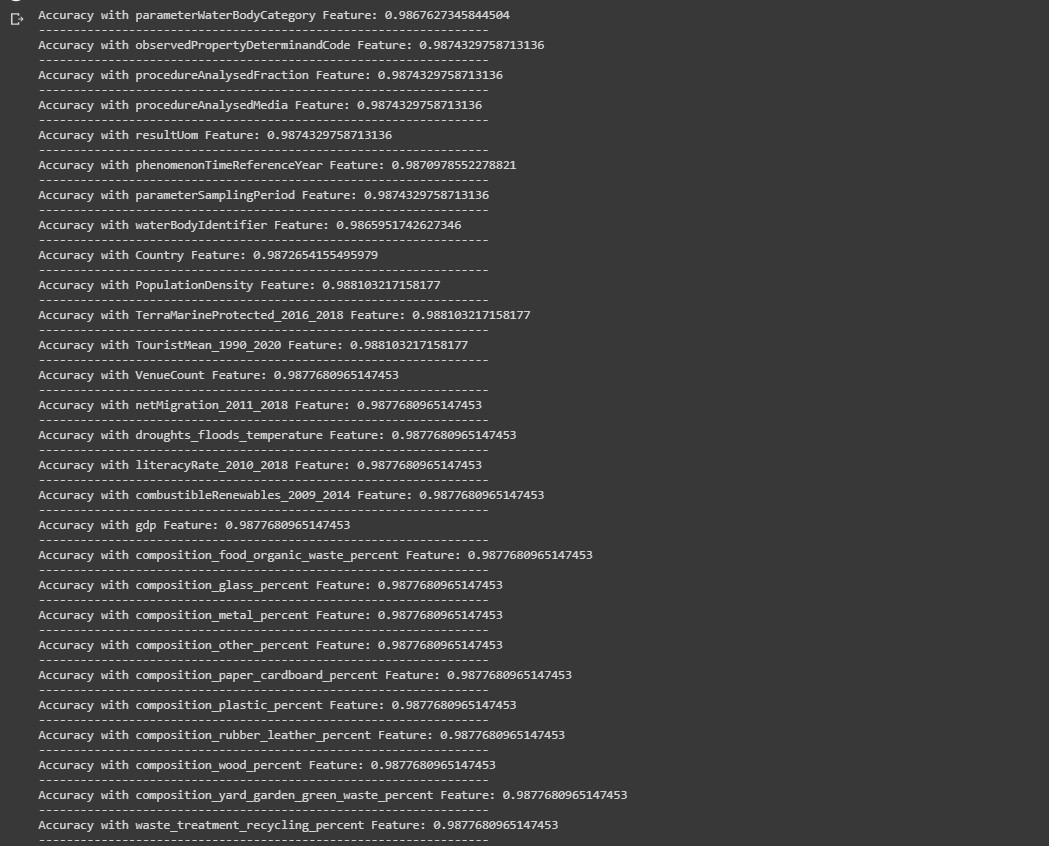 Accuracy with parameterWaterBodyCategory Feature: 0.9867627345844504
-----------------------------------------------------------------
Accuracy with observedPropertyDeterminandCode Feature: 0.9874329758713136
-----------------------------------------------------------------
Accuracy with procedureAnalysedFraction Feature: 0.9874329758713136
-----------------------------------------------------------------
Accuracy with procedureAnalysedMedia Feature: 0.9874329758713136
-----------------------------------------------------------------
Accuracy with resultUom Feature: 0.9874329758713136
-----------------------------------------------------------------
Accuracy with phenomenonTimeReferenceYear Feature: 0.9870978552278821
-----------------------------------------------------------------
Accuracy with parameterSamplingPeriod Feature: 0.9874329758713136
-----------------------------------------------------------------
Accuracy with waterBodyIdentifier Feature: 0.9865951742627346
-----------------------------------------------------------------
Accuracy with Country Feature: 0.9872654155495979
-----------------------------------------------------------------
Accuracy with PopulationDensity Feature: 0.988103217158177
-----------------------------------------------------------------
Accuracy with TerraMarineProtected_2016_2018 Feature: 0.988103217158177
-----------------------------------------------------------------
Accuracy with TouristMean_1990_2020 Feature: 0.988103217158177
-----------------------------------------------------------------
Accuracy with VenueCount Feature: 0.9877680965147453
-----------------------------------------------------------------
Accuracy with netMigration_2011_2018 Feature: 0.9877680965147453
-----------------------------------------------------------------
Accuracy with droughts_floods_temperature Feature: 0.9877680965147453
-----------------------------------------------------------------
Accuracy with literacyRate_2010_2018 Feature: 0.9877680965147453
-----------------------------------------------------------------
Accuracy with combustibleRenewables_2009_2014 Feature: 0.9877680965147453
-----------------------------------------------------------------
Accuracy with gdp Feature: 0.9877680965147453
-----------------------------------------------------------------
Accuracy with composition_food_organic_waste_percent Feature: 0.9877680965147453
-----------------------------------------------------------------
Accuracy with composition_glass_percent Feature: 0.9877680965147453
-----------------------------------------------------------------
Accuracy with composition_metal_percent Feature: 0.9877680965147453
-----------------------------------------------------------------
Accuracy with composition_other_percent Feature: 0.9877680965147453
-----------------------------------------------------------------
Accuracy with composition_paper_cardboard_percent Feature: 0.9877680965147453
-----------------------------------------------------------------
Accuracy with composition_plastic_percent Feature: 0.9877680965147453
-----------------------------------------------------------------
Accuracy with composition_rubber_leather_percent Feature: 0.9877680965147453
-----------------------------------------------------------------
Accuracy with composition_wood_percent Feature: 0.9877680965147453
-----------------------------------------------------------------
Accuracy with composition_yard_garden_green_waste_percent Feature: 0.9877680965147453
-----------------------------------------------------------------
Accuracy with waste_treatment_recycling_percent Feature: 0.9877680965147453
-----------------------------------------------------------------